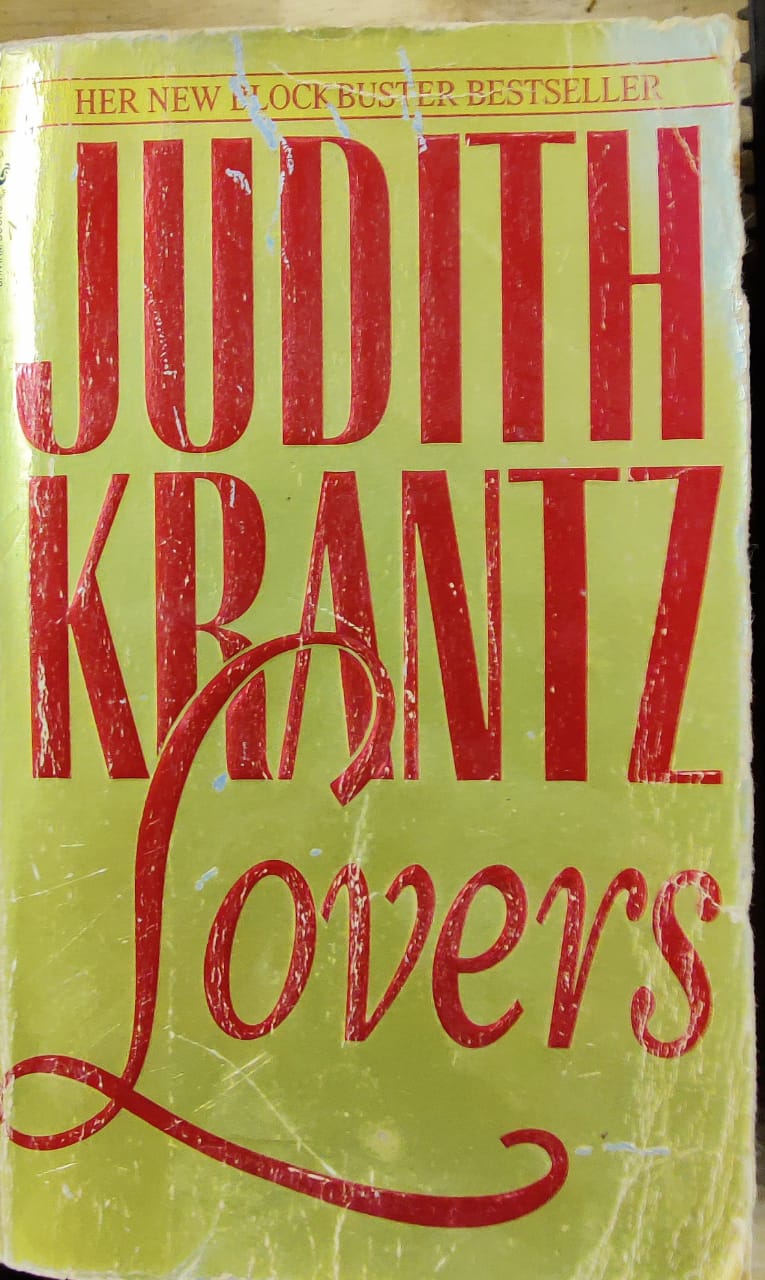 HER NEW BLOCKBUSTER BESTSELLER
JUDITH
KRANTZ
Lovers